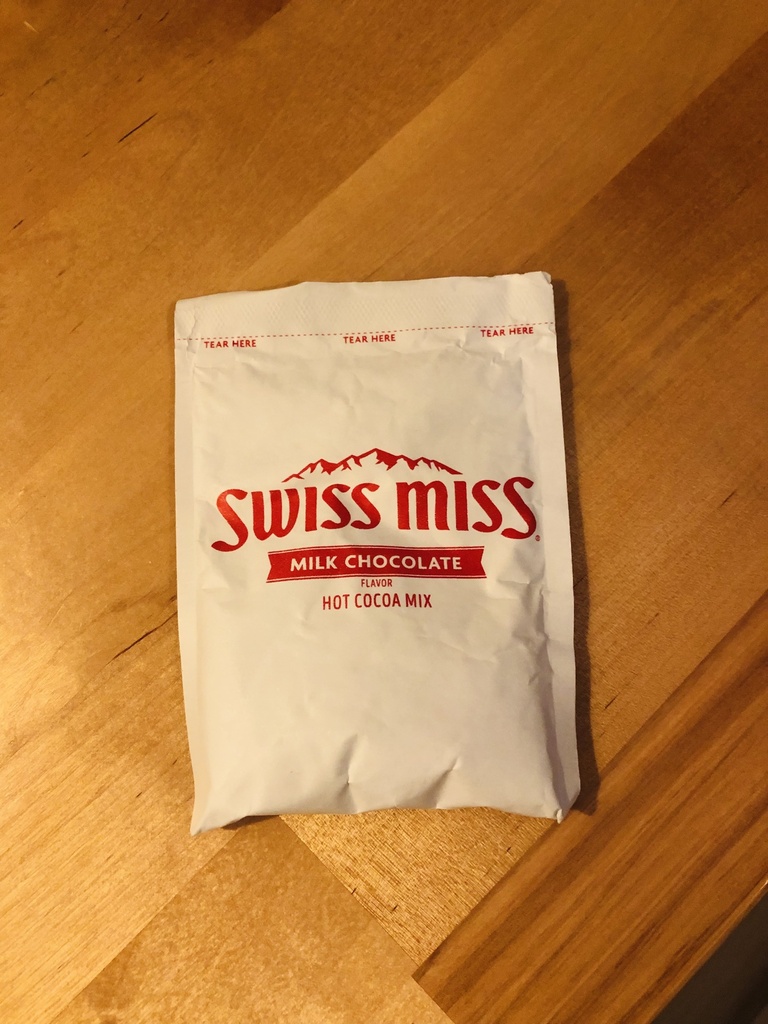 TEAR HERE TEAR HERE TEAR HERE
SWISS MISS®
MILK CHOCOLATE
FLAVOR
HOT COCOA MIX